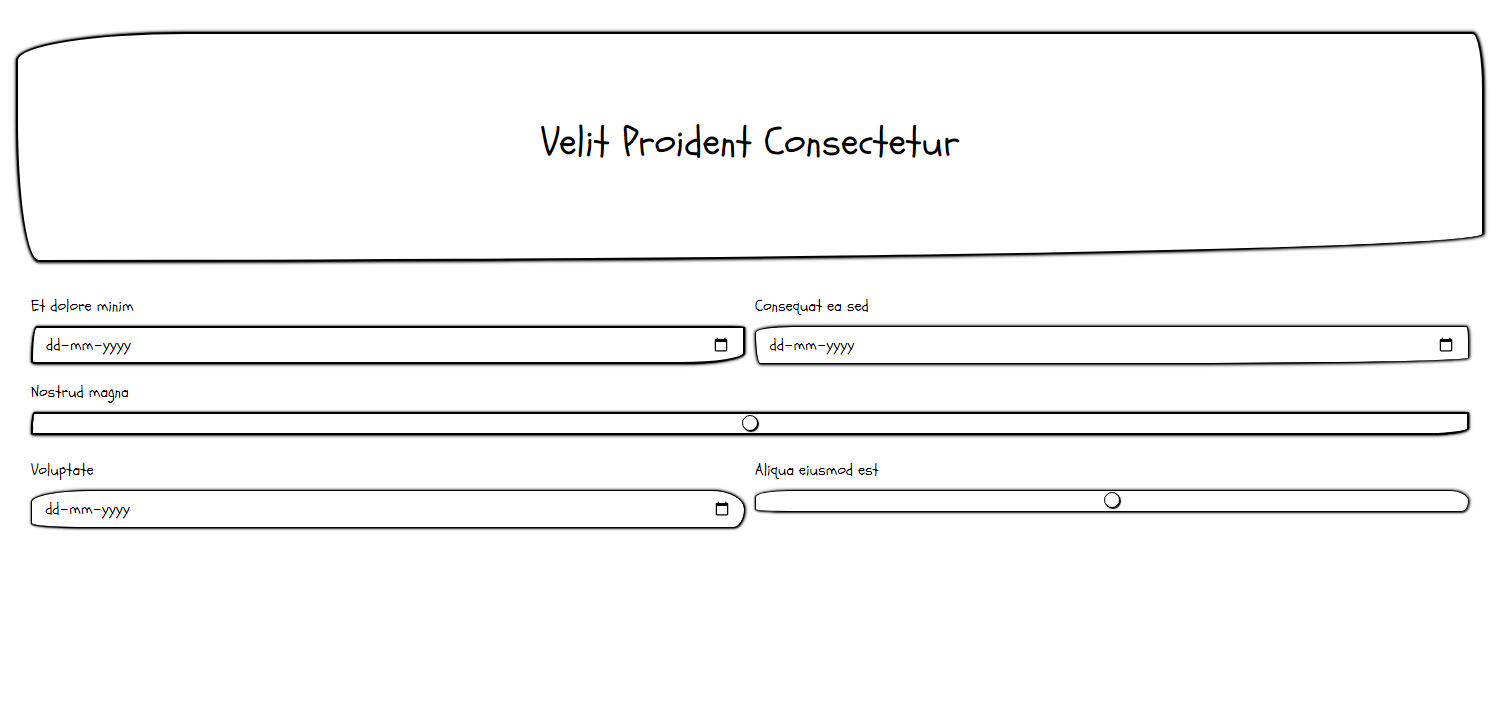 Velit Proident Consectetur
Et dolore minim
Consequat ea sed
dd-mm-yyyy
dd-mm-yyyy
Nostrud magna
Voluptate
Aliqua eiusmod est
dd-mm-yyyy